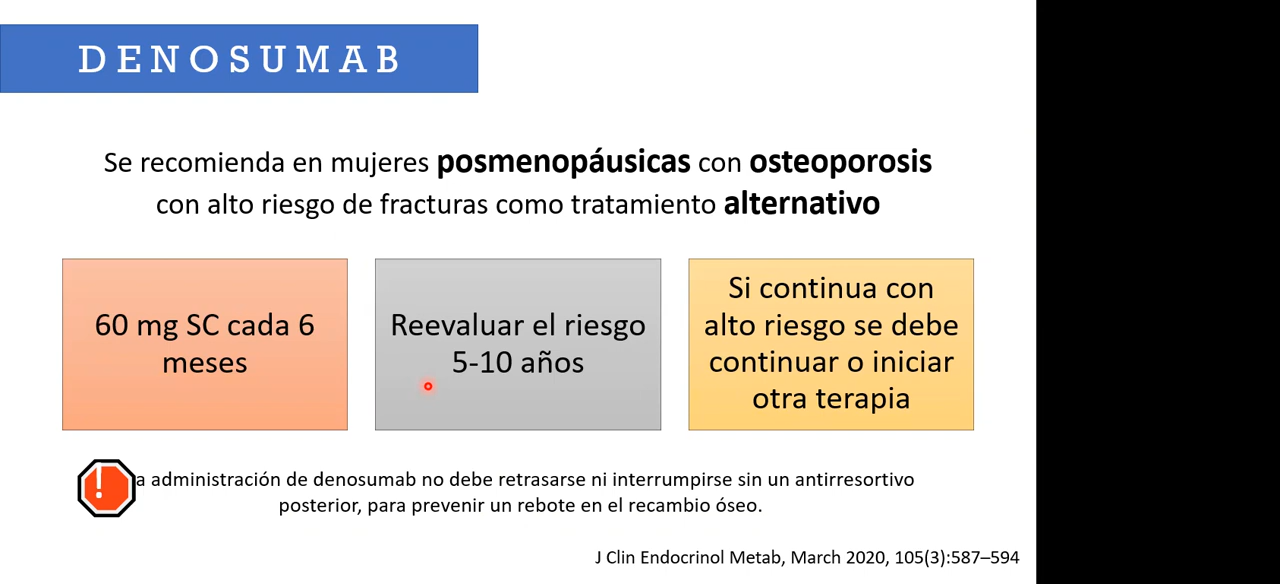 DENOSUMAB
Se recomienda en mujeres posmenopáusicas con osteoporosis
con alto riesgo de fracturas como tratamiento alternativo
60 mg SC cada 6
meses
Reevaluar el riesgo
5-10 años
Si continua con
alto riesgo se debe
continuar o iniciar
otra terapia
!
a administración de denosumab no debe retrasarse ni interrumpirse sin un antirresortivo
posterior, para prevenir un rebote en el recambio óseo.
J Clin Endocrinol Metab, March 2020, 105(3):587–594